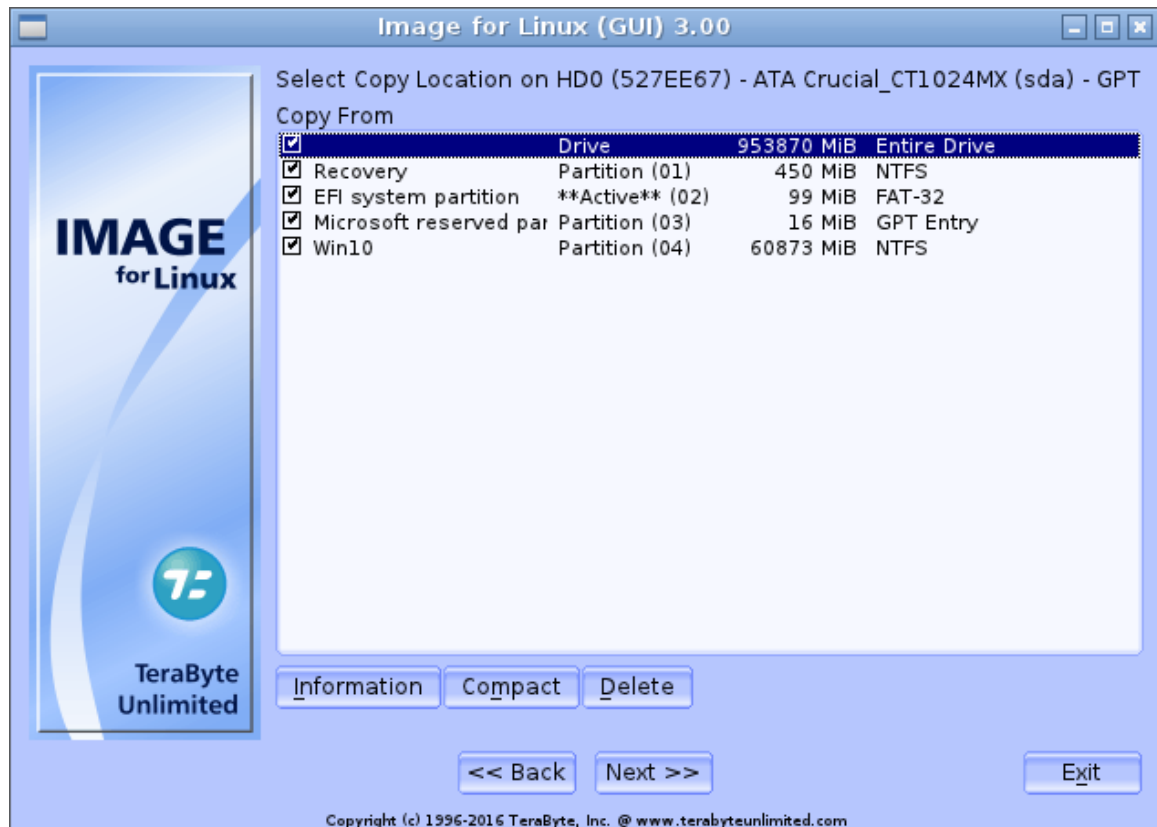 Image for Linux (GUI) 3.00
Select Copy Location on HD0 (527EE67) - ATA Crucial_CT1024MX (sda) - GPT
Copy From
Drive 953870 MiB Entire Drive
Recovery Partition (01) 450 MiB NTFS
EFI system partition **Active** (02) 99 MiB FAT-32
Microsoft reserved par Partition (03) 16 MiB GPT Entry
Win10 Partition (04) 60873 MiB NTFS
IMAGE
for Linux
TeraByte
Unlimited
Information Compact Delete
<< Back Next >> Exit
Copyright (c) 1996-2016 TeraByte, Inc. @ www.terabyteunlimited.com